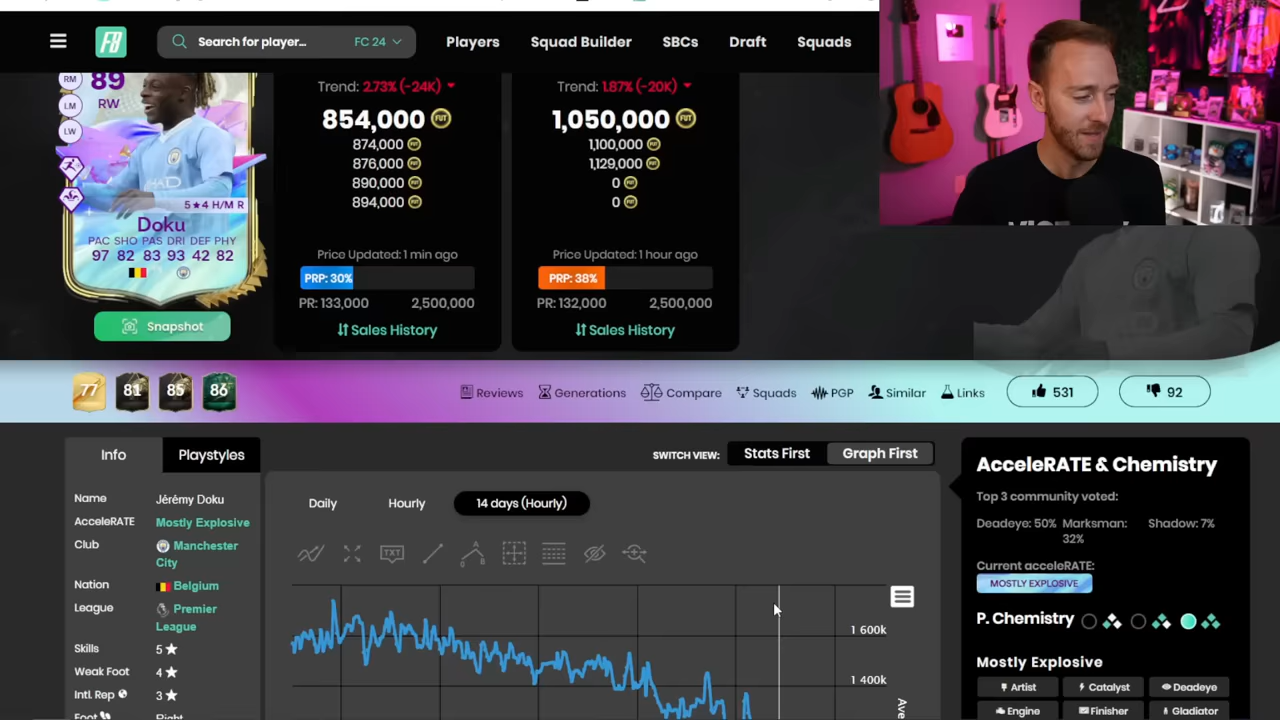 FB
Search for player...
FC 24
Players
Squad Builder
SBCs
Draft
Squads
RM
89
RW
LM
LW
5★4 H/M R
Doku
PAC SHO PAS DRI DEF PHY
97 82 83 93 42 82
Snapshot
Trend: 2.73% (-24K)
854,000
874,000
876,000
890,000
894,000
Price Updated: 1 min ago
PRP: 30%
PR: 133,000
2,500,000
Sales History
Trend: 1.87% (-20K)
1,050,000
1,100,000
1,129,000
0
0
Price Updated: 1 hour ago
PRP: 38%
PR: 132,000
2,500,000
Sales History
77
81
85
86
Reviews
Generations
Compare
Squads
PGP
Similar
Links
531
92
Info
Playstyles
Name
Jérémy Doku
AcceleRATE
Mostly Explosive
Club
Manchester
City
Nation
Belgium
League
Premier
League
Skills
5★
Weak Foot
4★
Intl. Rep
3★
Foot
Right
SWITCH VIEW:
Stats First
Graph First
Daily
Hourly
14 days (Hourly)
TXT
1 600k
1 400k
Ave
AcceleRATE & Chemistry
Top 3 community voted:
Deadeye: 50% Marksman: Shadow: 7%
32%
Current acceleRATE:
MOSTLY EXPLOSIVE
P. Chemistry
Mostly Explosive
Artist
Catalyst
Deadeye
Engine
Finisher
Gladiator